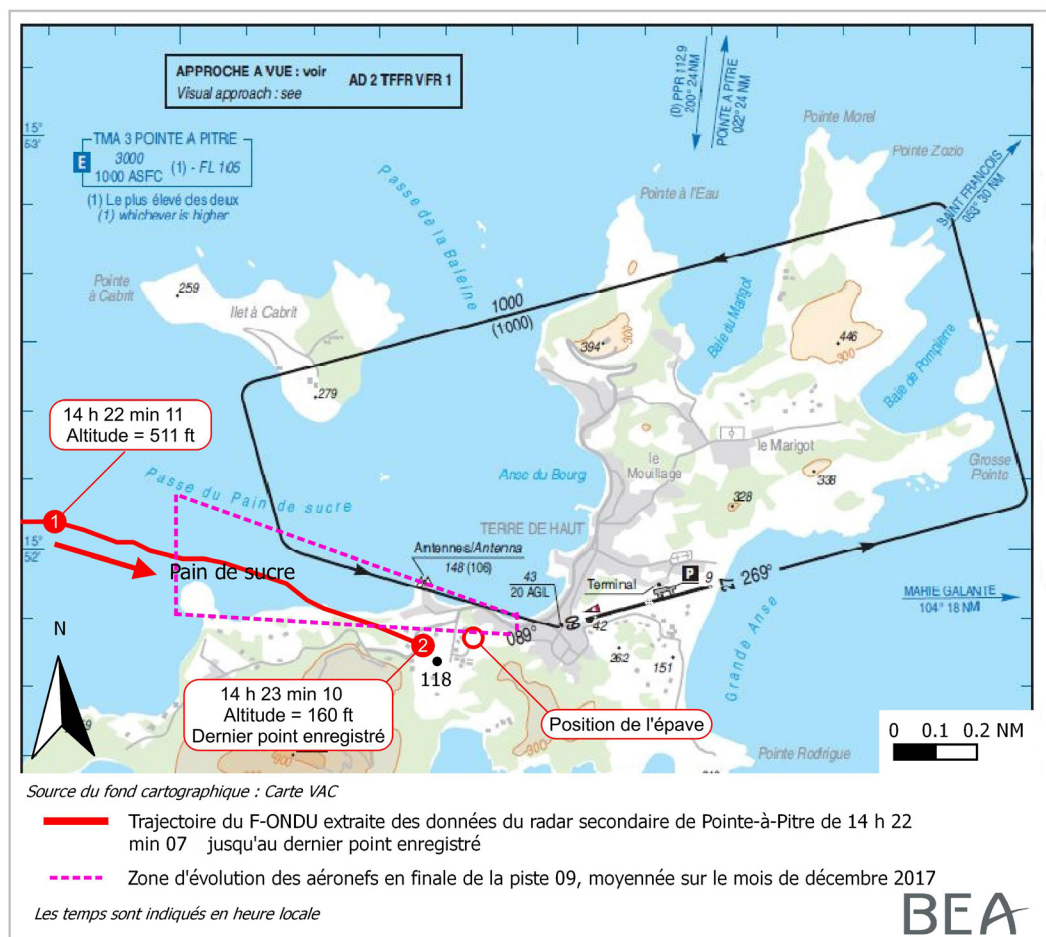 APPROCHE A VUE : voir AD 2 TFFR VFR 1
Visual approach : see
(D) PPR 112,9
200° 24 NM
POINTE A PITRE
022° 24 NM
Pointe Morel
Pointe Zozio
15°
53'
E
TMA 3 POINTE A PITRE
3000
1000 ASFC (1) - FL 105
(1) Le plus élevé des deux
(1) whichever is higher
Passe de la Baleine
Pointe à l'Eau
SAINT FRANCOIS
053° 30 NM
Pointe
à Cabrit
259
Ilet à Cabrit
1000
(1000)
Baie du Marigot
394
300
446
300
Baie de Pompierre
279
14 h 22 min 11
Altitude = 511 ft
le Marigot
le
Mouillage
Anse du Bourg
Grosse
Pointe
338
328
Passe du Pain de sucre
1
TERRE DE HAUT
15°
52'
Pain de sucre
Antennes/Antenna
148 (106)
43
20 AGIL
Terminal
P
9
27
269°
MARIE GALANTE
104° 18 NM
09
42
089°
N
2
118
262
151
Grande Anse
14 h 23 min 10
Altitude = 160 ft
Dernier point enregistré
Position de l'épave
0 0.1 0.2 NM
900
300
Pointe Rodrigue
Source du fond cartographique : Carte VAC
Trajectoire du F-ONDU extraite des données du radar secondaire de Pointe-à-Pitre de 14 h 22
min 07 jusqu'au dernier point enregistré
Zone d'évolution des aéronefs en finale de la piste 09, moyennée sur le mois de décembre 2017
Les temps sont indiqués en heure locale
BEA